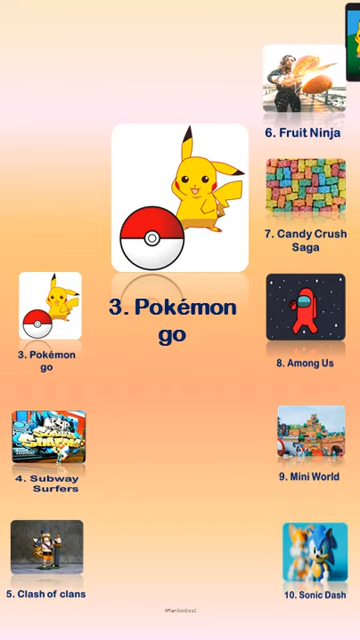 6. Fruit Ninja
7. Candy Crush
Saga
3. Pokémon
go
3. Pokémon
go
8. Among Us
4. Subway
Surfers
9. Mini World
5. Clash of clans
10. Sonic Dash